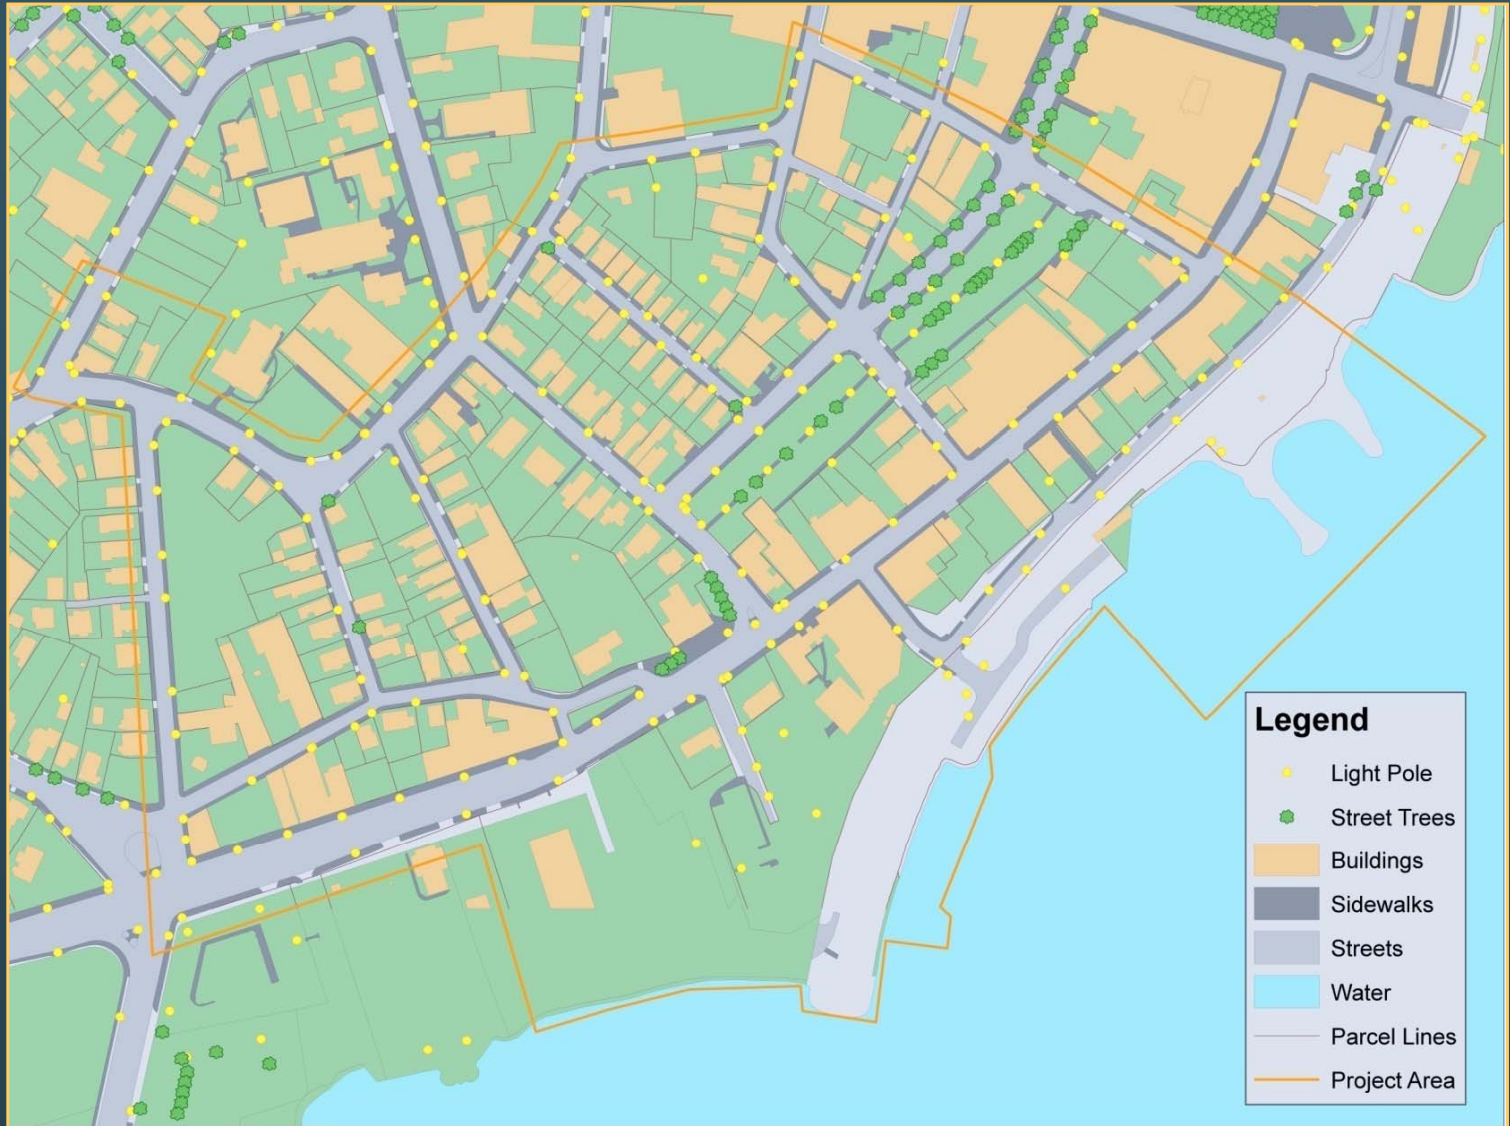 Legend
Light Pole
Street Trees
Buildings
Sidewalks
Streets
Water
Parcel Lines
Project Area